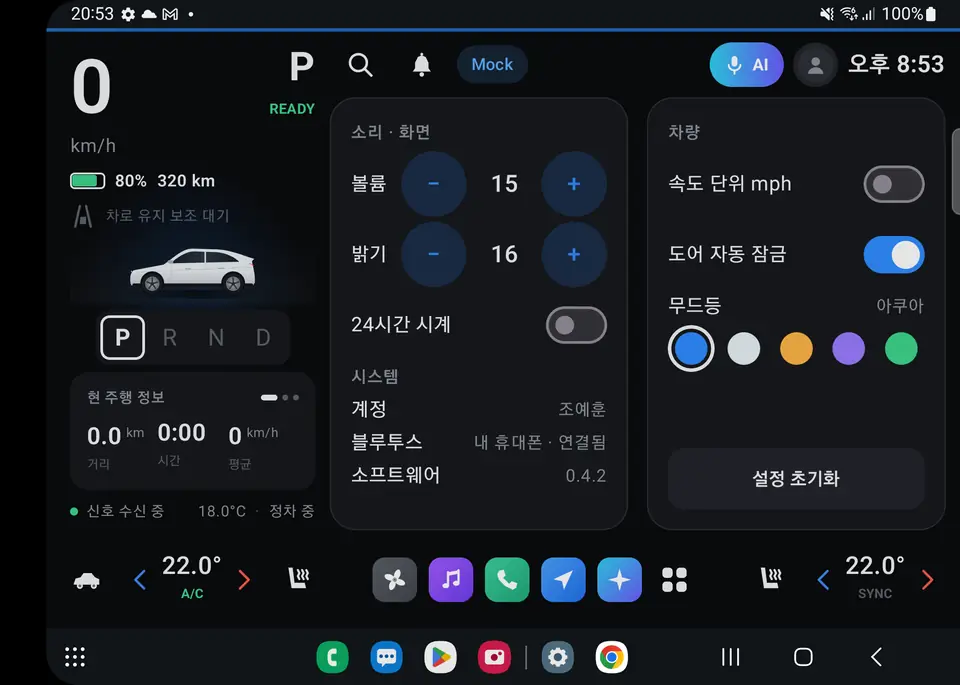 20:53
100%
0
P
READY
km/h
80% 320 km
차로 유지 보조 대기
P R N D
현 주행 정보
0.0 km 0:00 0 km/h
거리 시간 평균
신호 수신 중 18.0°C · 정차 중
Mock
AI
오후 8:53
소리 · 화면
볼륨 − 15 +
밝기 − 16 +
24시간 시계
시스템
계정 조예훈
블루투스 내 휴대폰 · 연결됨
소프트웨어 0.4.2
차량
속도 단위 mph
도어 자동 잠금
무드등 아쿠아
설정 초기화
22.0°
A/C
22.0°
SYNC